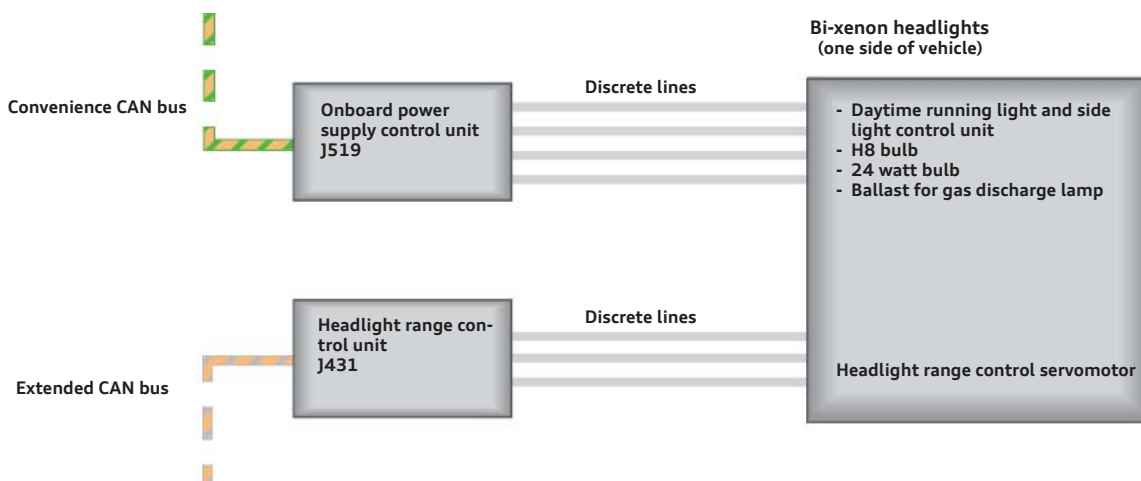 Bi-xenon headlights
(one side of vehicle)
Convenience CAN bus
Onboard power
supply control unit
J519
Discrete lines
- Daytime running light and side
light control unit
- H8 bulb
- 24 watt bulb
- Ballast for gas discharge lamp
Extended CAN bus
Headlight range con-
trol unit
J431
Discrete lines
Headlight range control servomotor